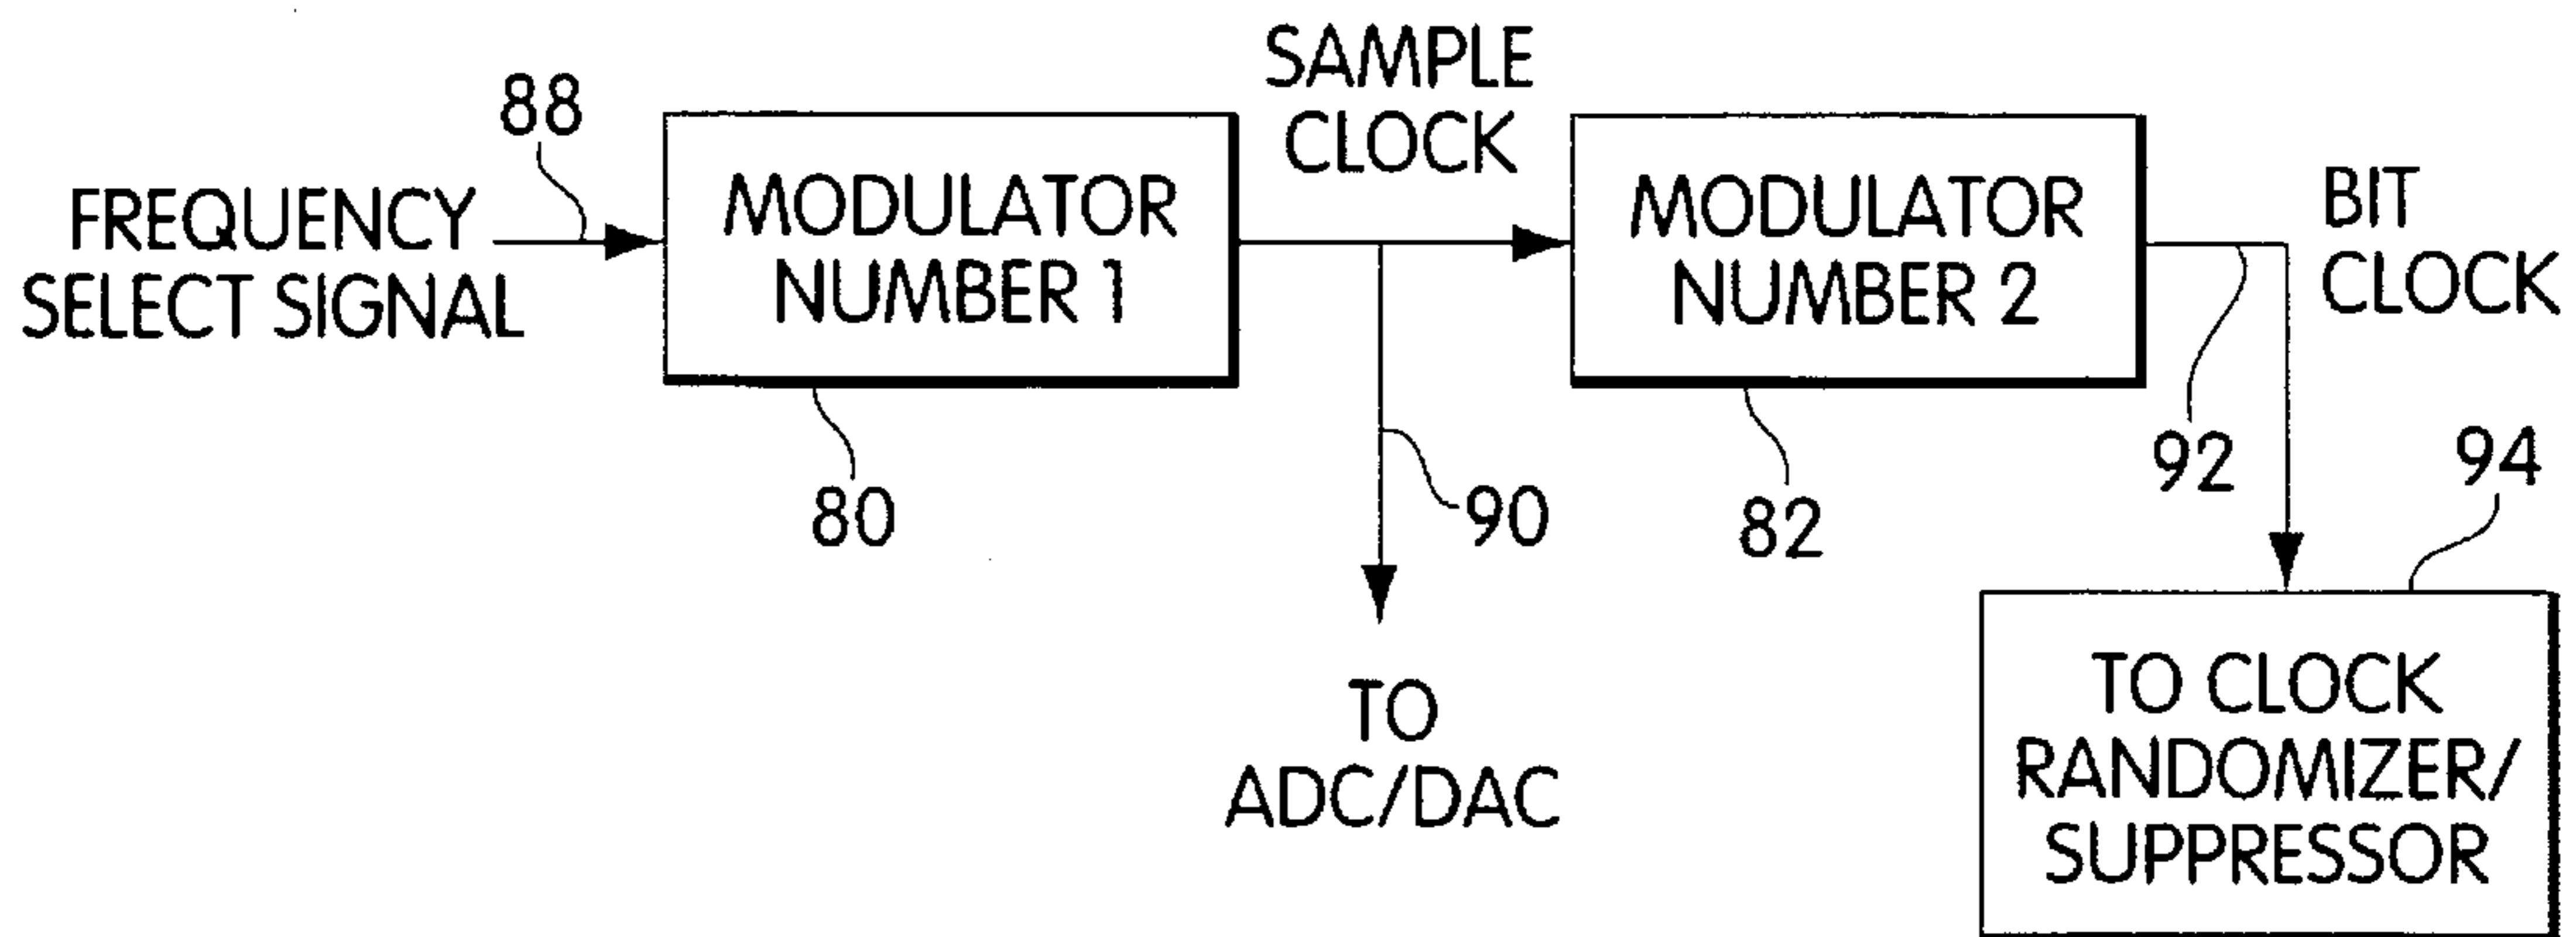 88
FREQUENCY
SELECT SIGNAL
MODULATOR
NUMBER 1
80
SAMPLE
CLOCK
90
TO
ADC/DAC
MODULATOR
NUMBER 2
82
BIT
CLOCK
92
94
TO CLOCK
RANDOMIZER/
SUPPRESSOR